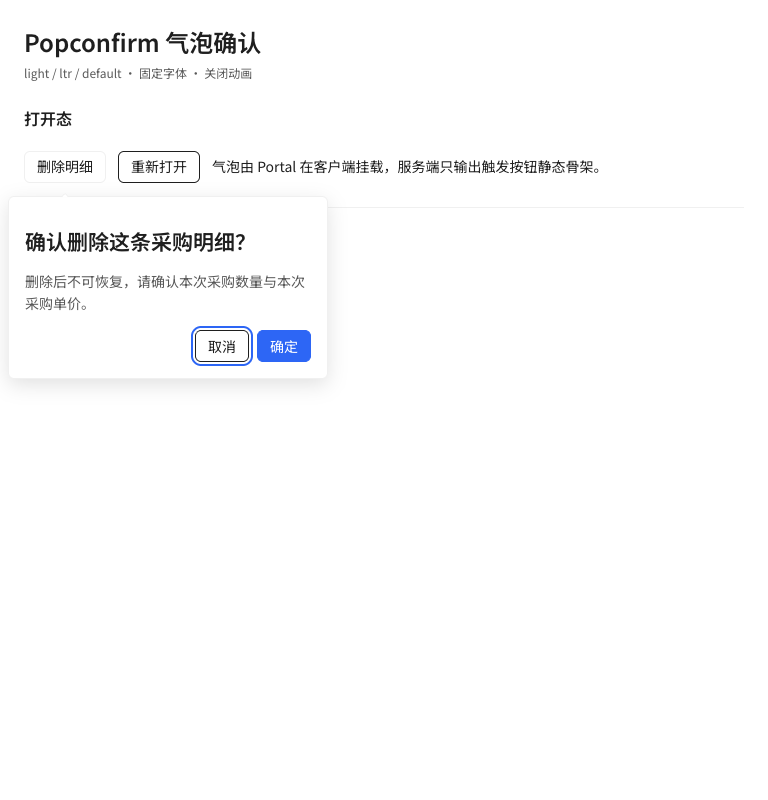 Popconfirm 气泡确认
light / ltr / default ・ 固定字体 ・ 关闭动画
打开态
删除明细 重新打开 气泡由 Portal 在客户端挂载，服务端只输出触发按钮静态骨架。
确认删除这条采购明细？
删除后不可恢复，请确认本次采购数量与本次
采购单价。
取消 确定